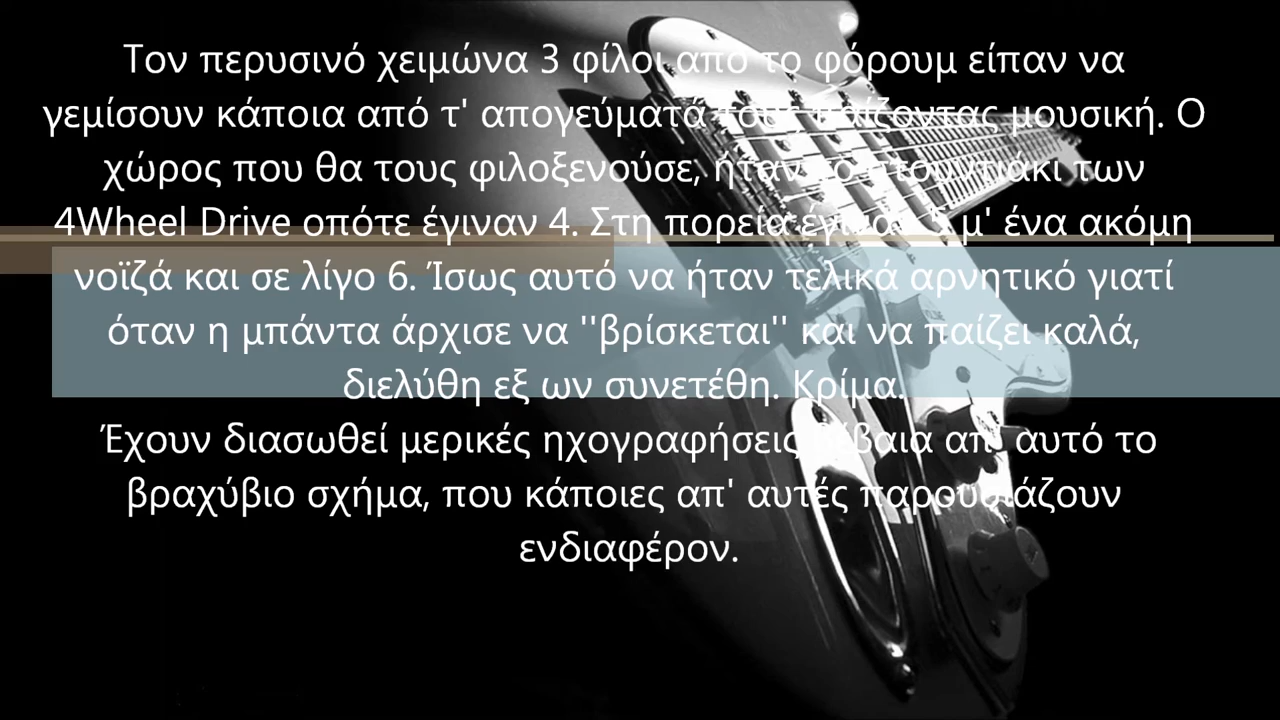 Τον περυσινό χειμώνα 3 φίλοι από το φόρουμ είπαν να
γεμίσουν κάποια από τ' απογεύματά τους παίζοντας μουσική. Ο
χώρος που θα τους φιλοξενούσε, ήταν το στουντιάκι των
4Wheel Drive οπότε έγιναν 4. Στη πορεία έγιναν 5 μ' ένα ακόμη
νοϊζά και σε λίγο 6. Ίσως αυτό να ήταν τελικά αρνητικό γιατί
όταν η μπάντα άρχισε να ''βρίσκεται'' και να παίζει καλά,
διελύθη εξ ων συνετέθη. Κρίμα.
Έχουν διασωθεί μερικές ηχογραφήσεις βέβαια απ' αυτό το
βραχύβιο σχήμα, που κάποιες απ' αυτές παρουσιάζουν
ενδιαφέρον.